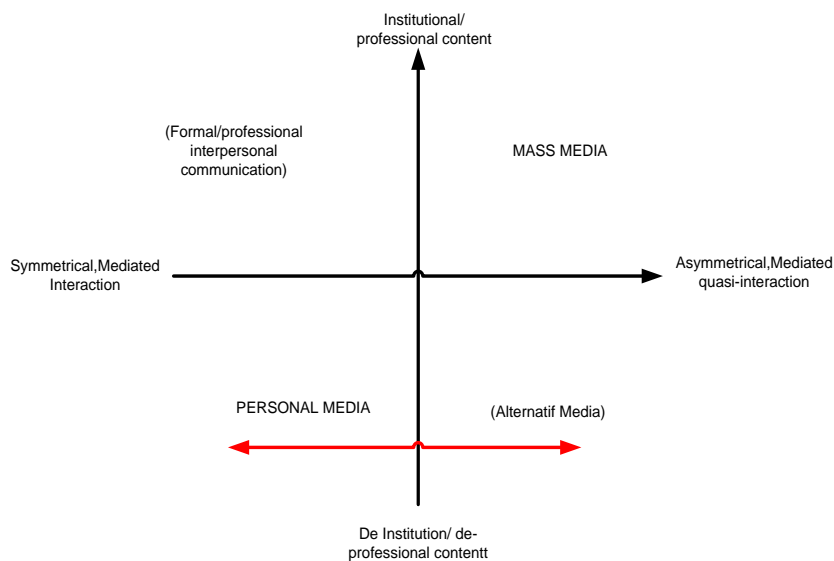 Institutional/
professional content
(Formal/professional
interpersonal
communication)
MASS MEDIA
Symmetrical,Mediated
Interaction
Asymmetrical,Mediated
quasi-interaction
PERSONAL MEDIA
(Alternatif Media)
De Institution/ de-
professional contentt